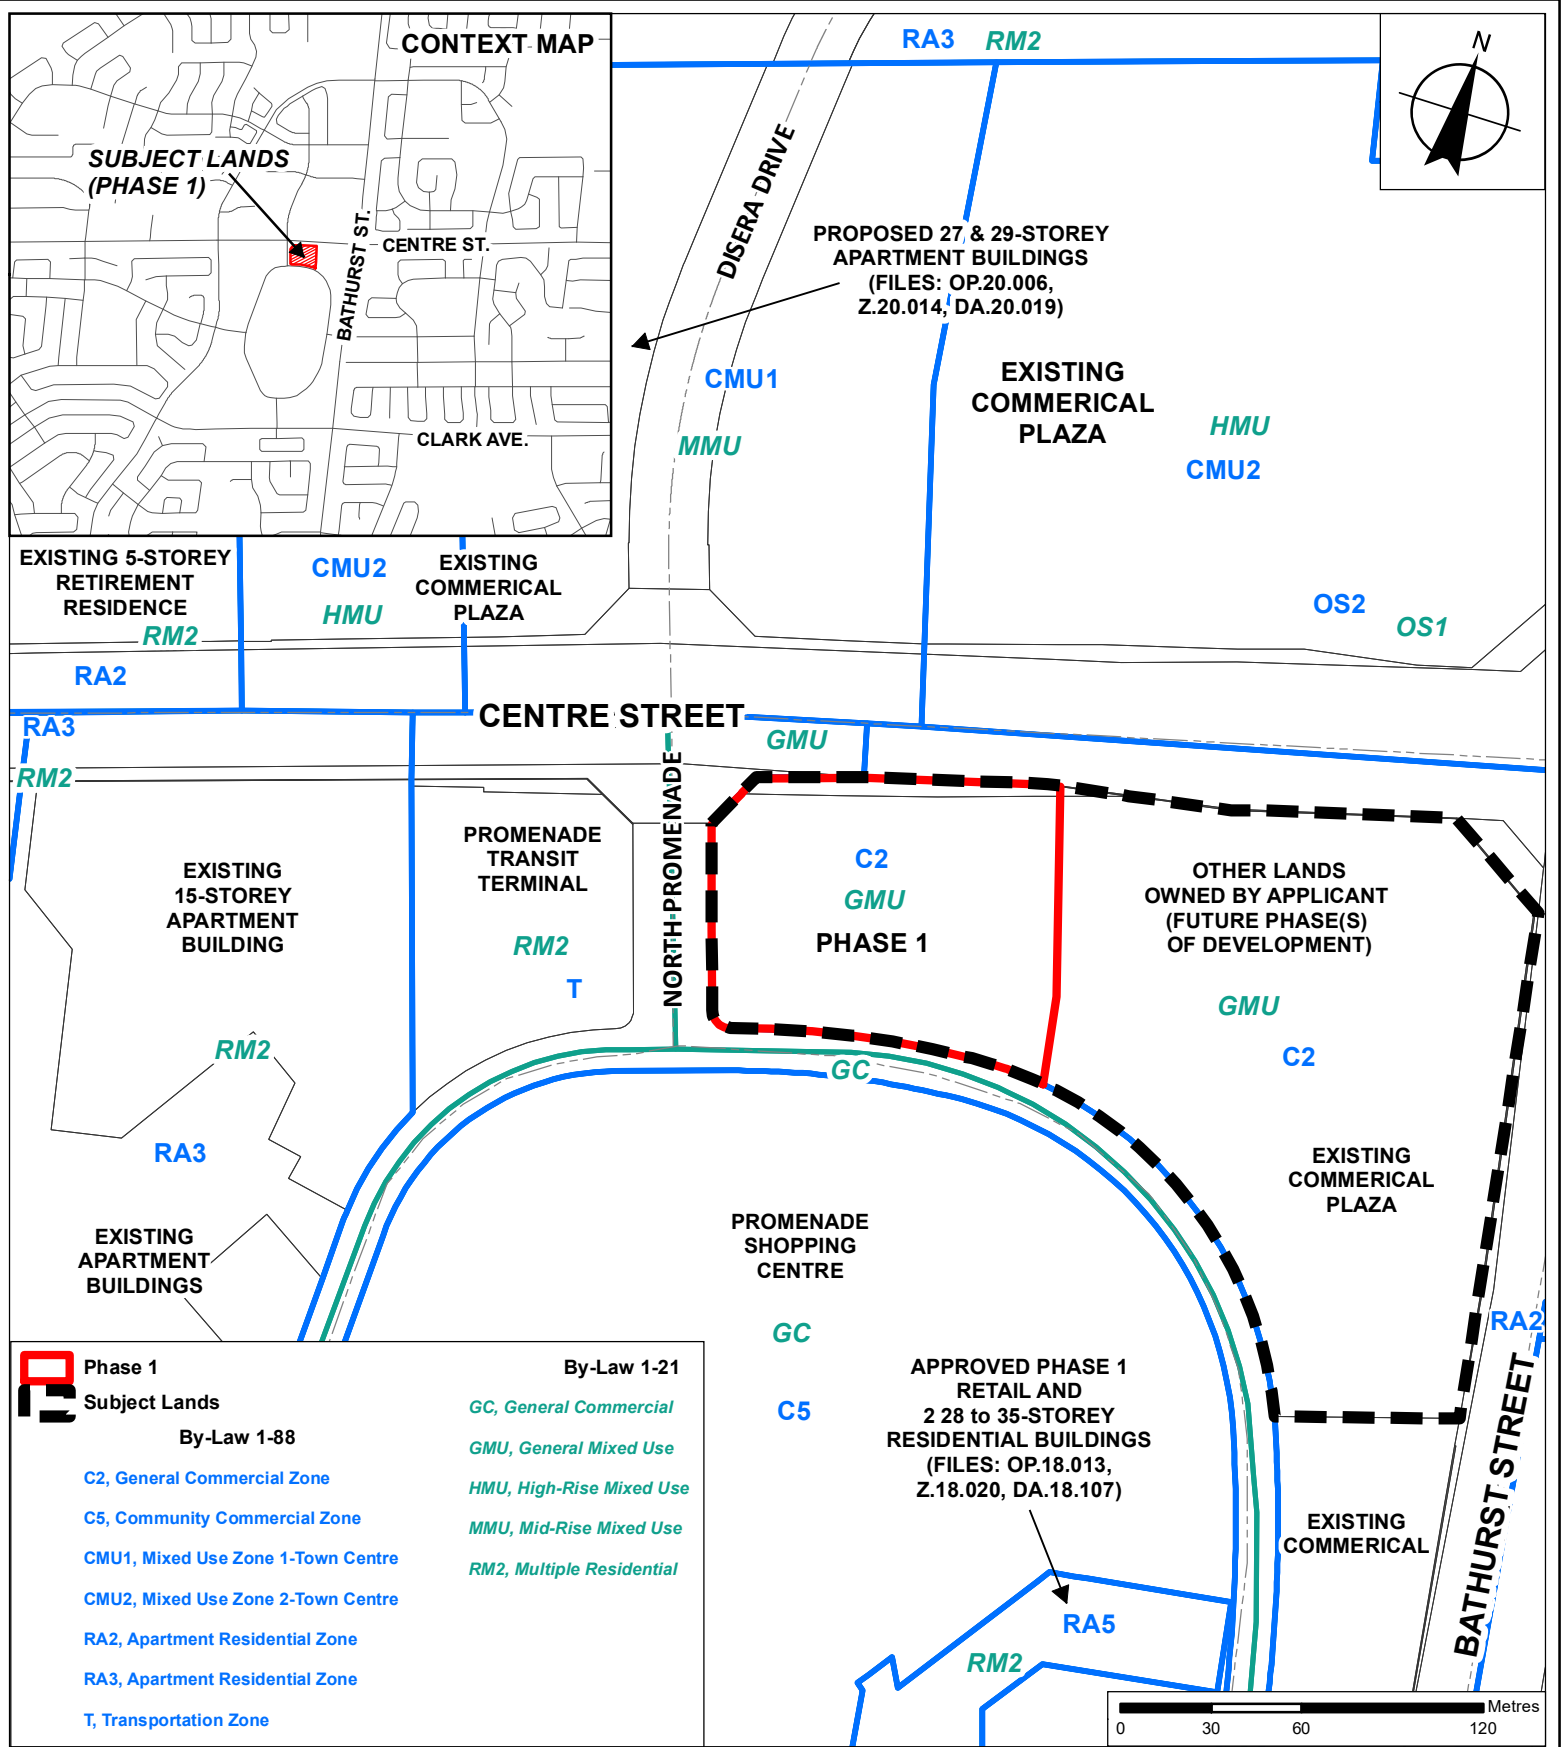 CONTEXT MAP
SUBJECT LANDS
(PHASE 1)
BATHURST ST.
CENTRE ST.
CLARK AVE.
RA3
RM2
N
DISERA DRIVE
PROPOSED 27 & 29-STOREY
APARTMENT BUILDINGS
(FILES: OP.20.006,
Z.20.014, DA.20.019)
CMU1
MMU
EXISTING
COMMERICAL
PLAZA
HMU
CMU2
EXISTING 5-STOREY
RETIREMENT
RESIDENCE
RM2
RA2
CMU2
HMU
EXISTING
COMMERICAL
PLAZA
OS2
OS1
RA3
RM2
CENTRE STREET
GMU
NORTH PROMENADE
EXISTING
15-STOREY
APARTMENT
BUILDING
PROMENADE
TRANSIT
TERMINAL
RM2
T
C2
GMU
PHASE 1
OTHER LANDS
OWNED BY APPLICANT
(FUTURE PHASE(S)
OF DEVELOPMENT)
GMU
C2
RM2
GC
RA3
EXISTING
COMMERICAL
PLAZA
EXISTING
APARTMENT
BUILDINGS
PROMENADE
SHOPPING
CENTRE
GC
C5
RA2
BATHURST STREET
APPROVED PHASE 1
RETAIL AND
2 28 to 35-STOREY
RESIDENTIAL BUILDINGS
(FILES: OP.18.013,
Z.18.020, DA.18.107)
EXISTING
COMMERICAL
RA5
RM2
Phase 1
Subject Lands
By-Law 1-88
C2, General Commercial Zone
C5, Community Commercial Zone
CMU1, Mixed Use Zone 1-Town Centre
CMU2, Mixed Use Zone 2-Town Centre
RA2, Apartment Residential Zone
RA3, Apartment Residential Zone
T, Transportation Zone
By-Law 1-21
GC, General Commercial
GMU, General Mixed Use
HMU, High-Rise Mixed Use
MMU, Mid-Rise Mixed Use
RM2, Multiple Residential
Metres
0 30 60 120